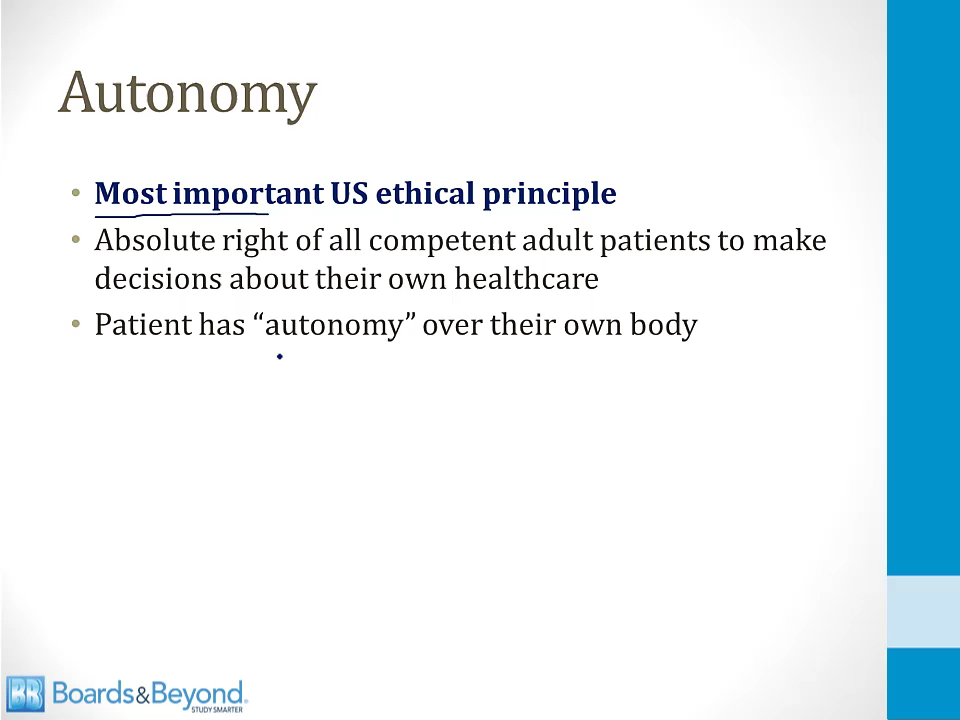 Autonomy
• Most important US ethical principle
• Absolute right of all competent adult patients to make
decisions about their own healthcare
• Patient has “autonomy” over their own body
BB Boards&Beyond.
STUDY SMARTER